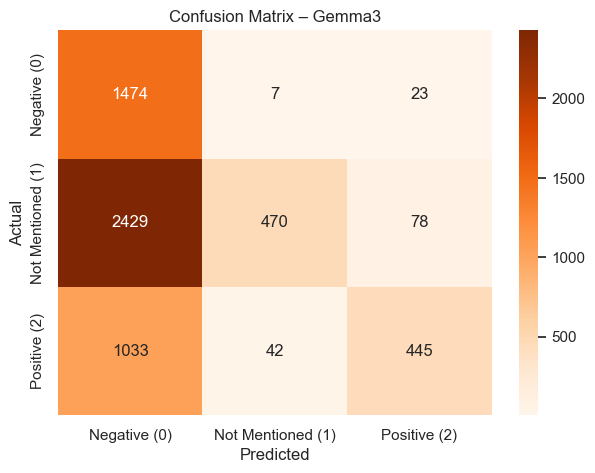 Confusion Matrix – Gemma3
Actual
Negative (0)
Not Mentioned (1)
Positive (2)
1474 7 23
2429 470 78
1033 42 445
Negative (0) Not Mentioned (1) Positive (2)
Predicted
2000
1500
1000
500